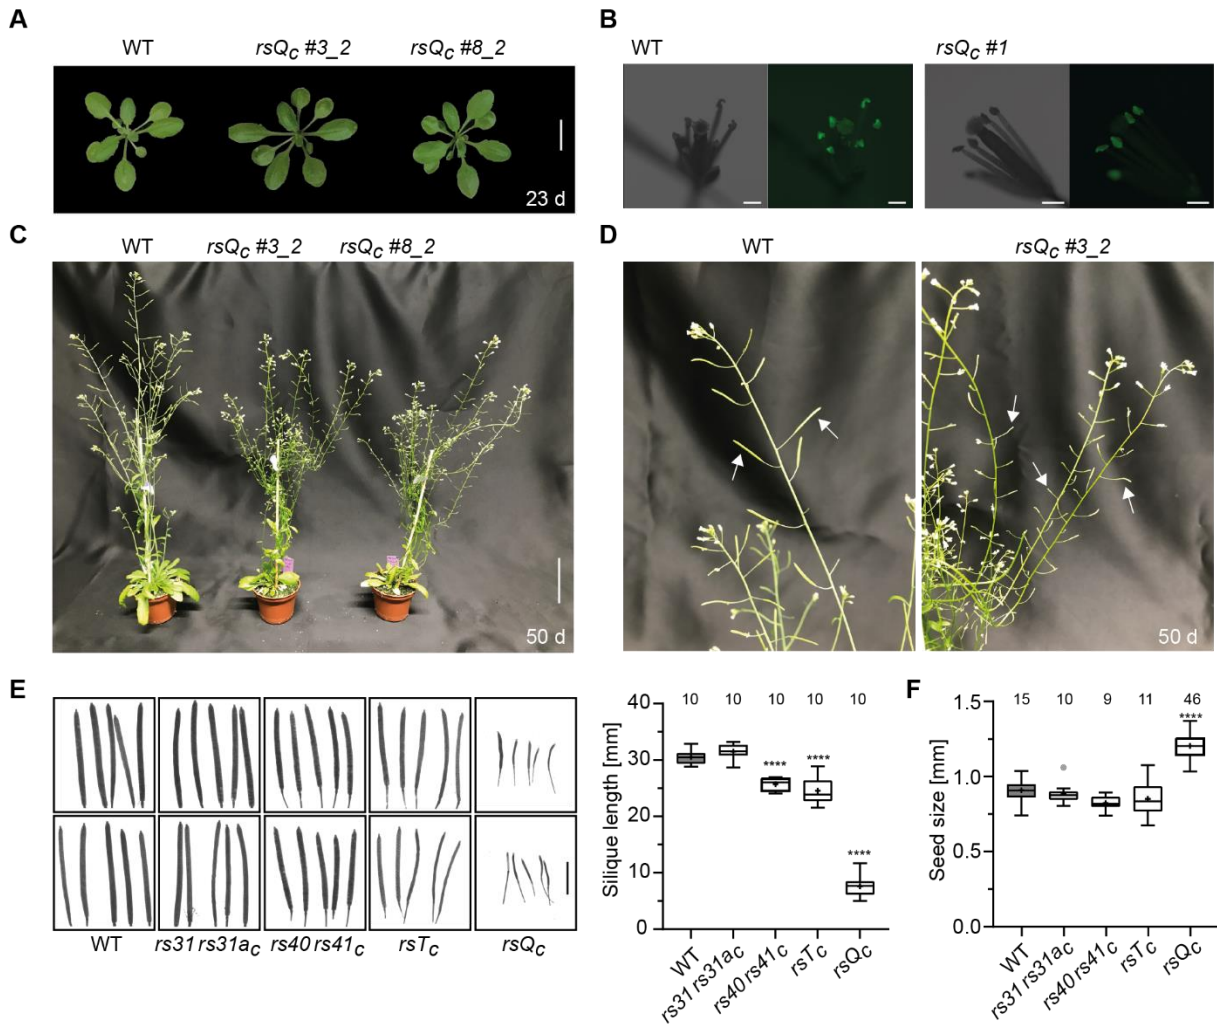 A
WT rsQc #3_2 rsQc #8_2
23 d
B
WT rsQc #1
C
WT rsQc #3_2 rsQc #8_2
50 d
D
WT rsQc #3_2
50 d
E
WT rs31 rs31ac rs40 rs41c rsTc rsQc
Silique length [mm]
40
30
20
10
0
10 10 10 10 10
**** **** ****
WT rs31 rs31ac rs40 rs41c rsTc rsQc
F
Seed size [mm]
1.5
1.0
0.5
0.0
15 10 9 11 46
****
WT rs31 rs31ac rs40 rs41c rsTc rsQc